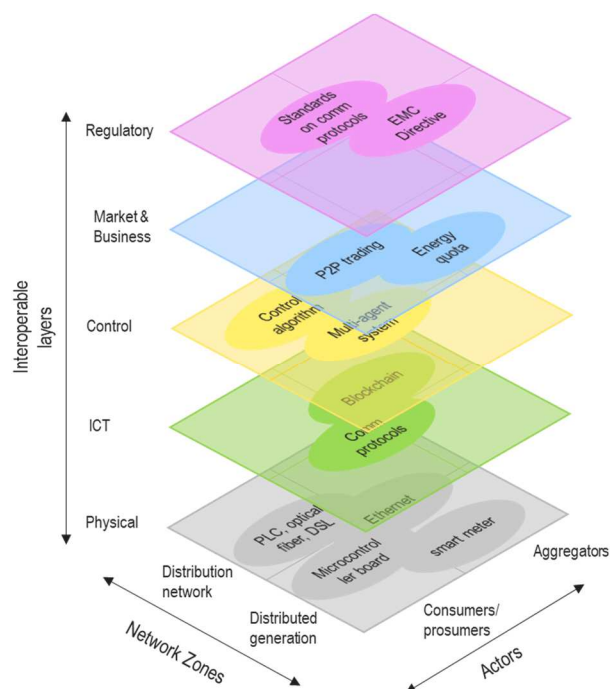 Regulatory
Standards
on comm
protocols
EMC
Directive
Market &
Business
P2P trading
Energy
quota
Control
Control
algorithm
Multi-agent
system
Interoperable
layers
ICT
Blockchain
Comm
protocols
Physical
PLC, optical
fiber, DSL
Ethernet
Microcontrol
ler board
smart meter
Aggregators
Distribution
network
Distributed
generation
Consumers/
prosumers
Network Zones
Actors